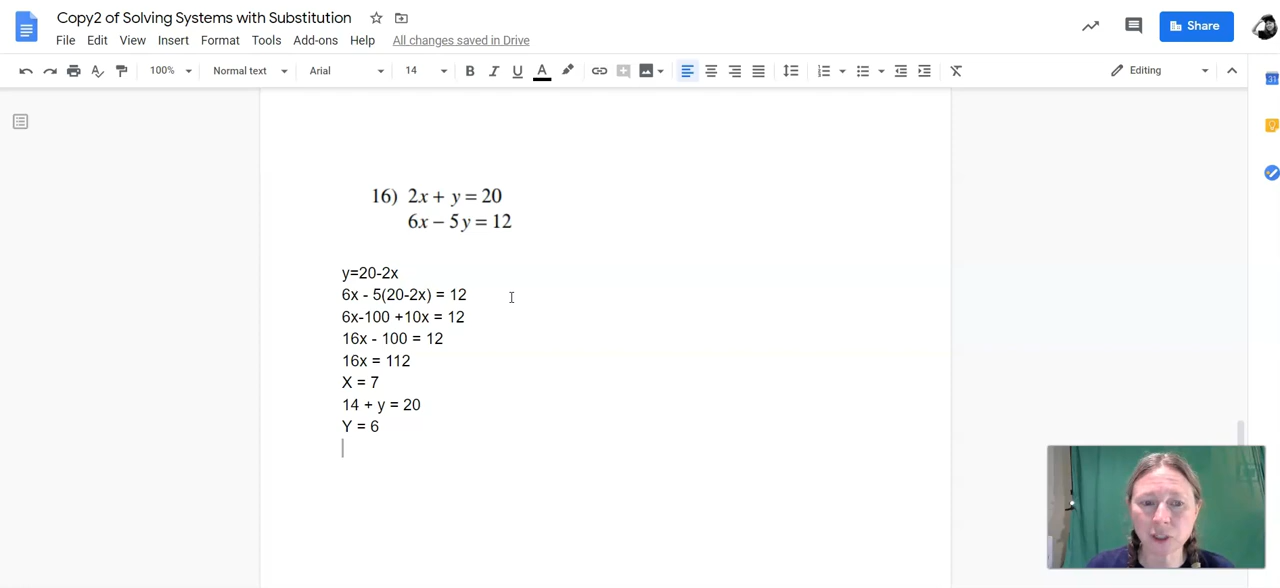 Copy2 of Solving Systems with Substitution
File Edit View Insert Format Tools Add-ons Help All changes saved in Drive
Share
100% Normal text Arial 14 B I U A Editing
31
16) 2x + y = 20
6x − 5y = 12
y=20-2x
6x - 5(20-2x) = 12
6x-100 +10x = 12
16x - 100 = 12
16x = 112
X = 7
14 + y = 20
Y = 6